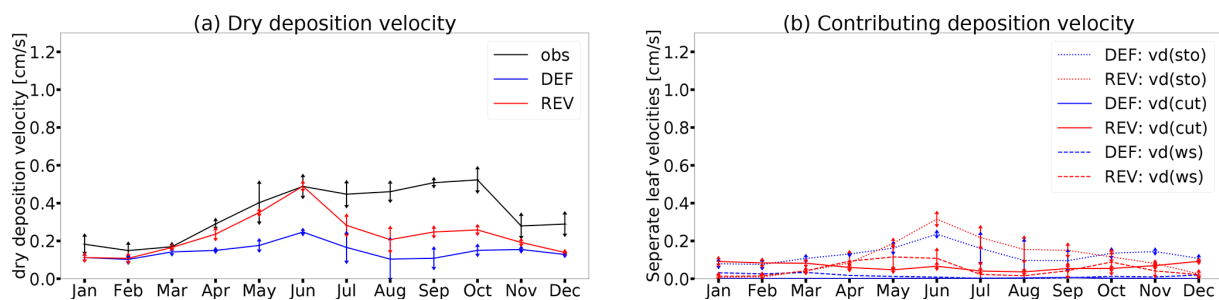 (a) Dry deposition velocity
dry deposition velocity [cm/s]
1.2
1.0
0.8
0.6
0.4
0.2
0.0
obs
DEF
REV
Jan Feb Mar Apr May Jun Jul Aug Sep Oct Nov Dec
(b) Contributing deposition velocity
Seperate leaf velocities [cm/s]
1.2
1.0
0.8
0.6
0.4
0.2
0.0
DEF: vd(sto)
REV: vd(sto)
DEF: vd(cut)
REV: vd(cut)
DEF: vd(ws)
REV: vd(ws)
Jan Feb Mar Apr May Jun Jul Aug Sep Oct Nov Dec